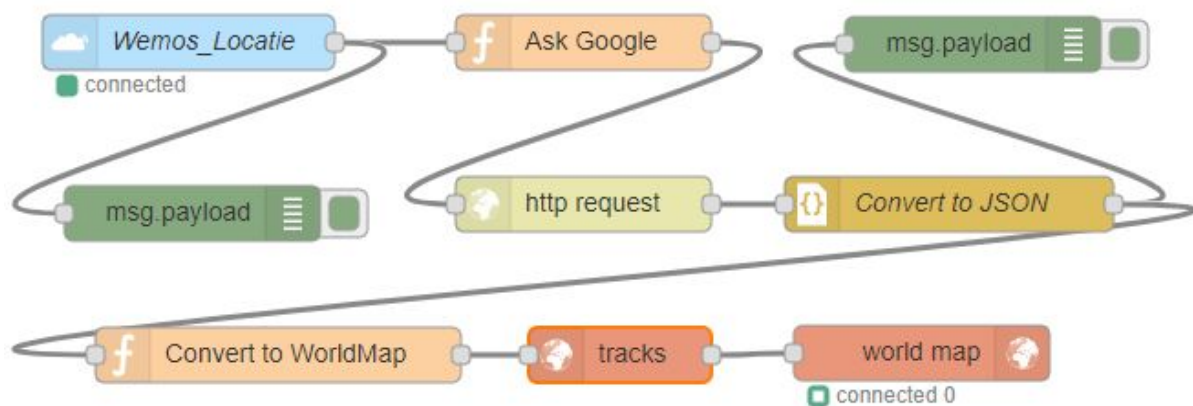 Wemos_Locatie
Ask Google
msg.payload
connected
msg.payload
http request
Convert to JSON
Convert to WorldMap
tracks
world map
connected 0